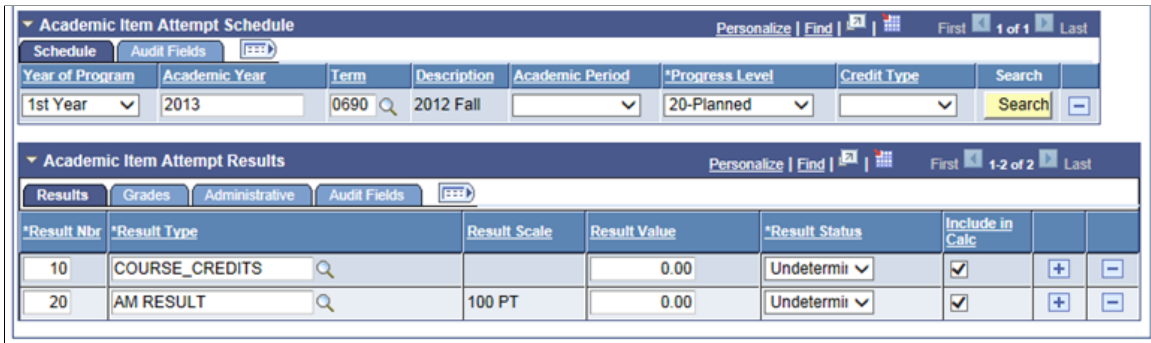 Academic Item Attempt Schedule Personalize | Find | | First 1 of 1 Last
Schedule Audit Fields
Year of Program Academic Year Term Description Academic Period *Progress Level Credit Type Search
1st Year 2013 0690 2012 Fall 20-Planned Search
Academic Item Attempt Results Personalize | Find | | First 1-2 of 2 Last
Results Grades Administrative Audit Fields
*Result Nbr *Result Type Result Scale Result Value *Result Status Include in Calc
10 COURSE_CREDITS 0.00 Undetermii
20 AM RESULT 100 PT 0.00 Undetermii